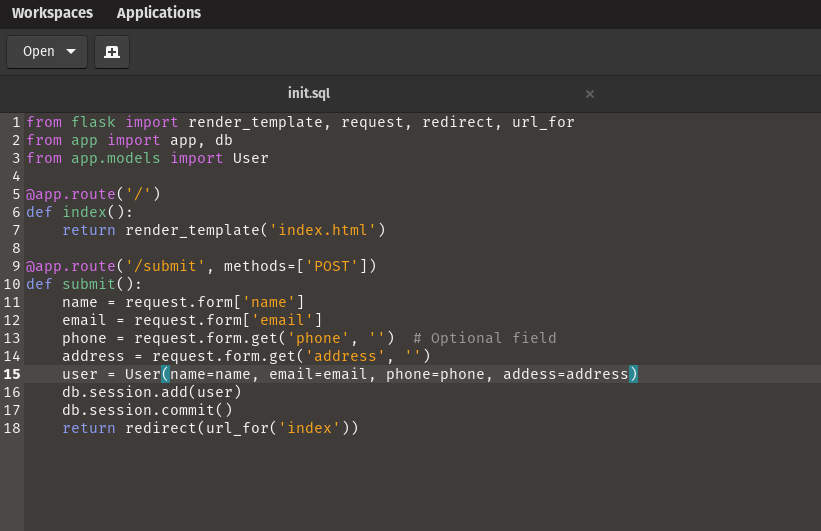 Workspaces Applications
Open
init.sql ×
1 from flask import render_template, request, redirect, url_for
2 from app import app, db
3 from app.models import User
4
5 @app.route('/')
6 def index():
7     return render_template('index.html')
8
9 @app.route('/submit', methods=['POST'])
10 def submit():
11     name = request.form['name']
12     email = request.form['email']
13     phone = request.form.get('phone', '')  # Optional field
14     address = request.form.get('address', '')
15     user = User(name=name, email=email, phone=phone, addess=address)
16     db.session.add(user)
17     db.session.commit()
18     return redirect(url_for('index'))